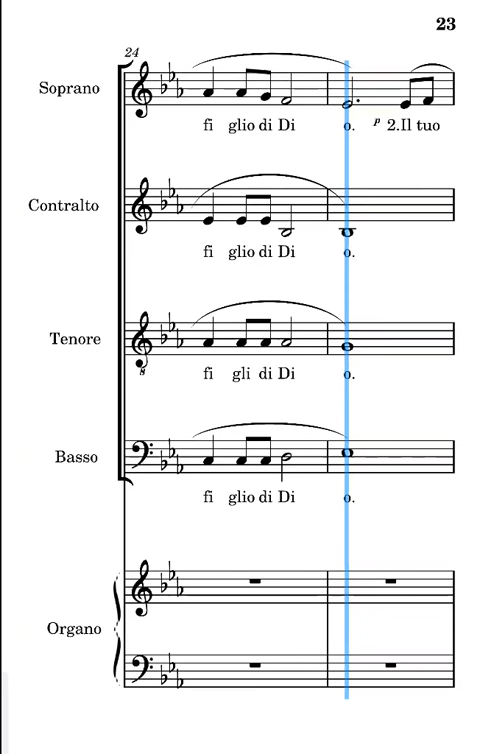 23
24
Soprano
fi glio di Di o. p 2.Il tuo
Contralto
fi glio di Di o.
Tenore
8
fi gli di Di o.
Basso
fi glio di Di o.
Organo